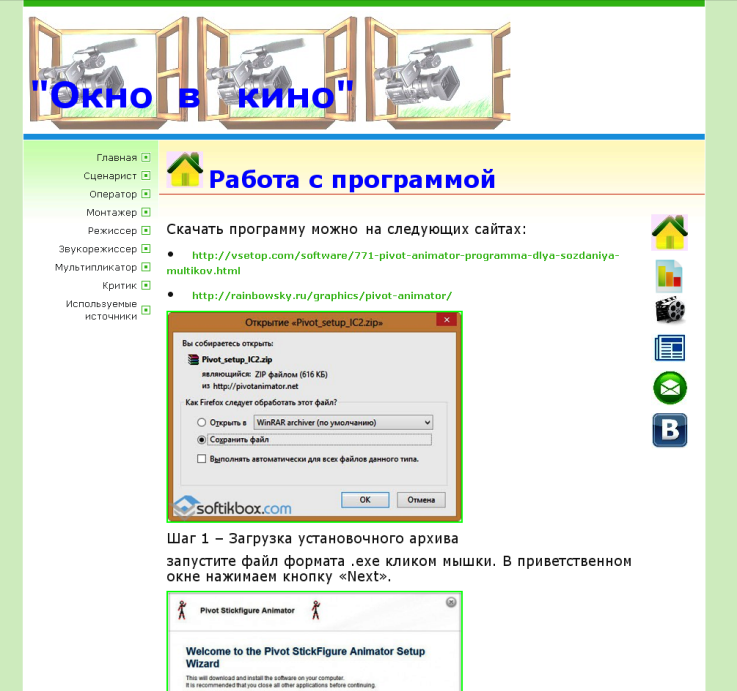 "Окно в кино"
Главная
Сценарист
Оператор
Монтажер
Режиссер
Звукорежиссер
Мультипликатор
Критик
Используемые
источники
Работа с программой
Скачать программу можно на следующих сайтах:
• http://vsetop.com/software/771-pivot-animator-programma-dlya-sozdaniya-
multikov.html
• http://rainbowsky.ru/graphics/pivot-animator/
Открытие «Pivot_setup_IC2.zip»
Вы собираетесь открыть:
Pivot_setup_IC2.zip
являющийся: ZIP файлом (616 КБ)
из http://pivotanimator.net
Как Firefox следует обработать этот файл?
Открыть в WinRAR archiver (по умолчанию)
Сохранить файл
Выполнять автоматически для всех файлов данного типа.
softikbox.com
OK Отмена
Шаг 1 – Загрузка установочного архива
запустите файл формата .exe кликом мышки. В приветственном
окне нажимаем кнопку «Next».
Pivot Stickfigure Animator
Welcome to the Pivot StickFigure Animator Setup
Wizard
This will download and install the software on your computer.
It is recommended that you close all other applications before continuing.
B